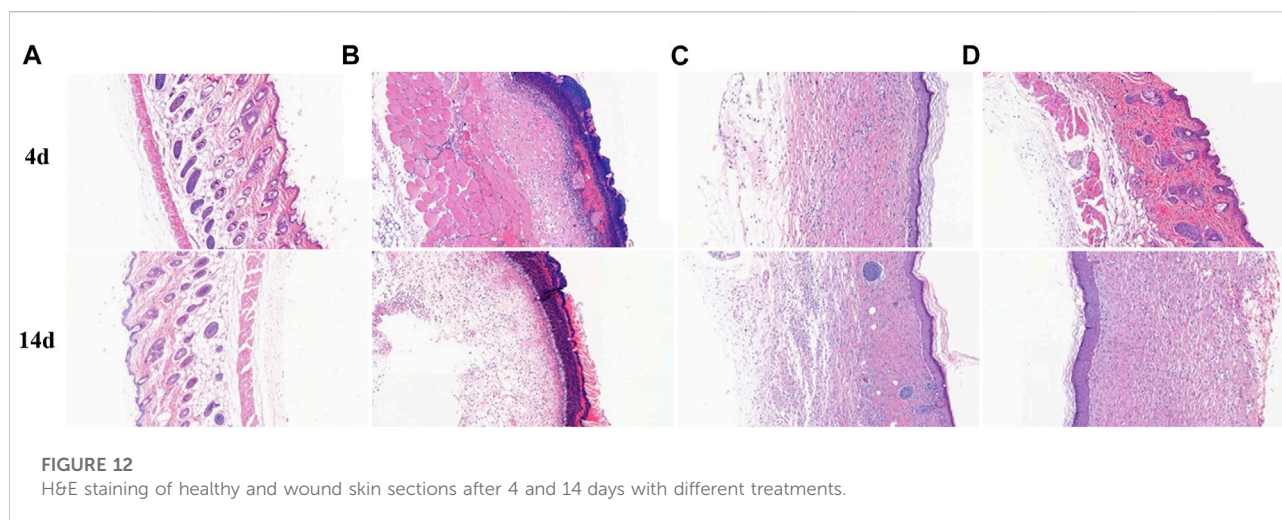 A B C D
4d
14d
FIGURE 12
H&E staining of healthy and wound skin sections after 4 and 14 days with different treatments.